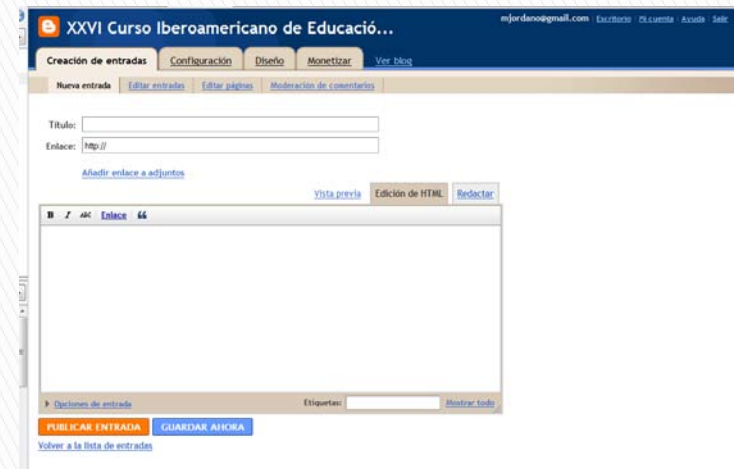 XXVI Curso Iberoamericano de Educació...
mjordano@gmail.com Escritorio Mi cuenta Ayuda Salir
Creación de entradas Configuración Diseño Monetizar Ver blog
Nueva entrada Editar entradas Editar páginas Moderación de comentarios
Título:
Enlace: http://
Añadir enlace a adjuntos
Vista previa Edición de HTML Redactar
B I ABC Enlace “
Opciones de entrada Etiquetas: Mostrar todo
PUBLICAR ENTRADA GUARDAR AHORA
Volver a la lista de entradas